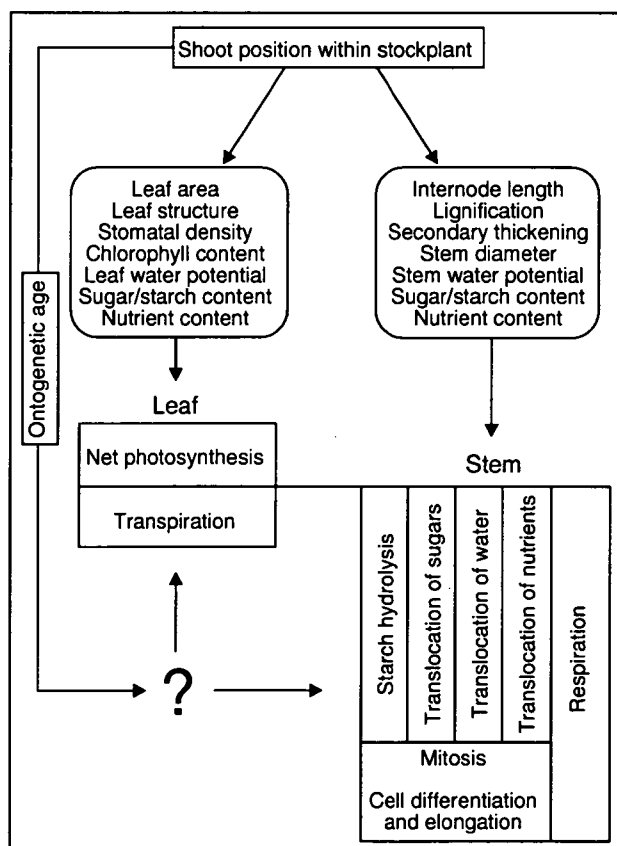 Shoot position within stockplant
Leaf area
Leaf structure
Stomatal density
Chlorophyll content
Leaf water potential
Sugar/starch content
Nutrient content
Internode length
Lignification
Secondary thickening
Stem diameter
Stem water potential
Sugar/starch content
Nutrient content
Ontogenetic age
Leaf
Net photosynthesis
Transpiration
Stem
Starch hydrolysis
Translocation of sugars
Translocation of water
Translocation of nutrients
Respiration
?
Mitosis
Cell differentiation
and elongation